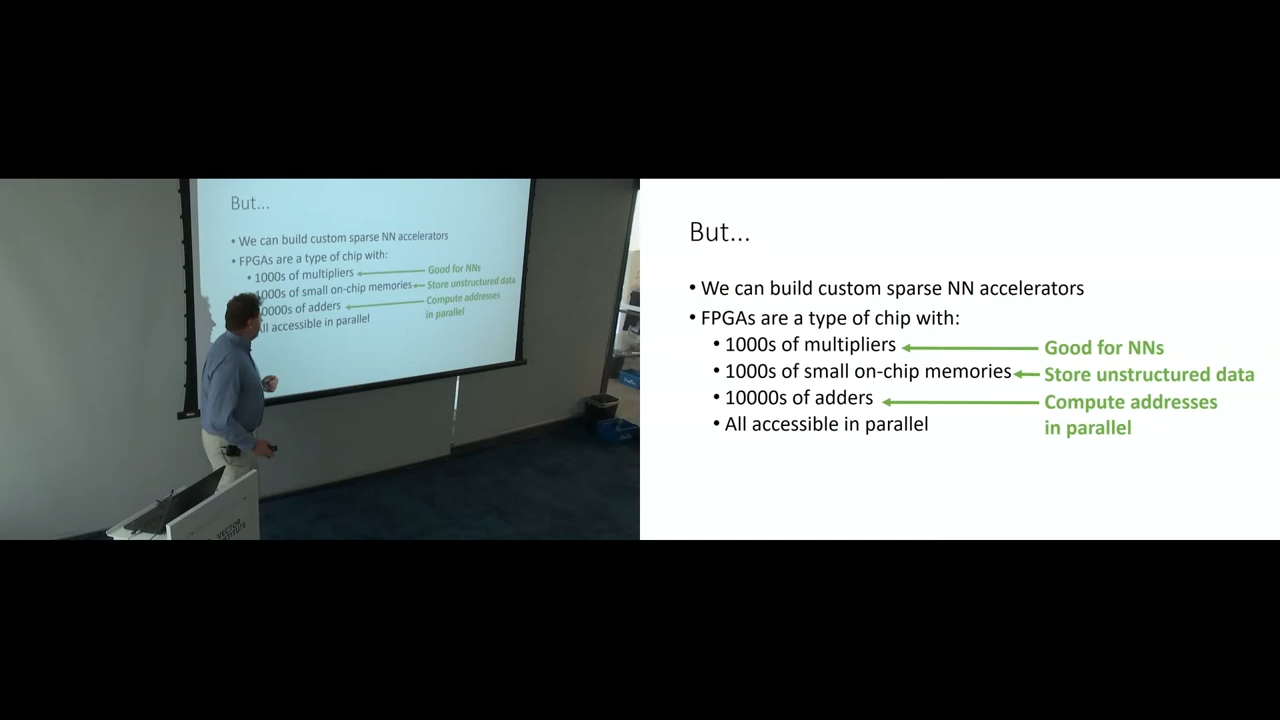 But...
• We can build custom sparse NN accelerators
• FPGAs are a type of chip with:
• 1000s of multipliers
Good for NNs
1000s of small on-chip memories
Store unstructured data
0000s of adders
Compute addresses
in parallel
ll accessible in parallel
VECTOR
But...
• We can build custom sparse NN accelerators
• FPGAs are a type of chip with:
• 1000s of multipliers
Good for NNs
• 1000s of small on-chip memories
Store unstructured data
• 10000s of adders
Compute addresses
in parallel
• All accessible in parallel